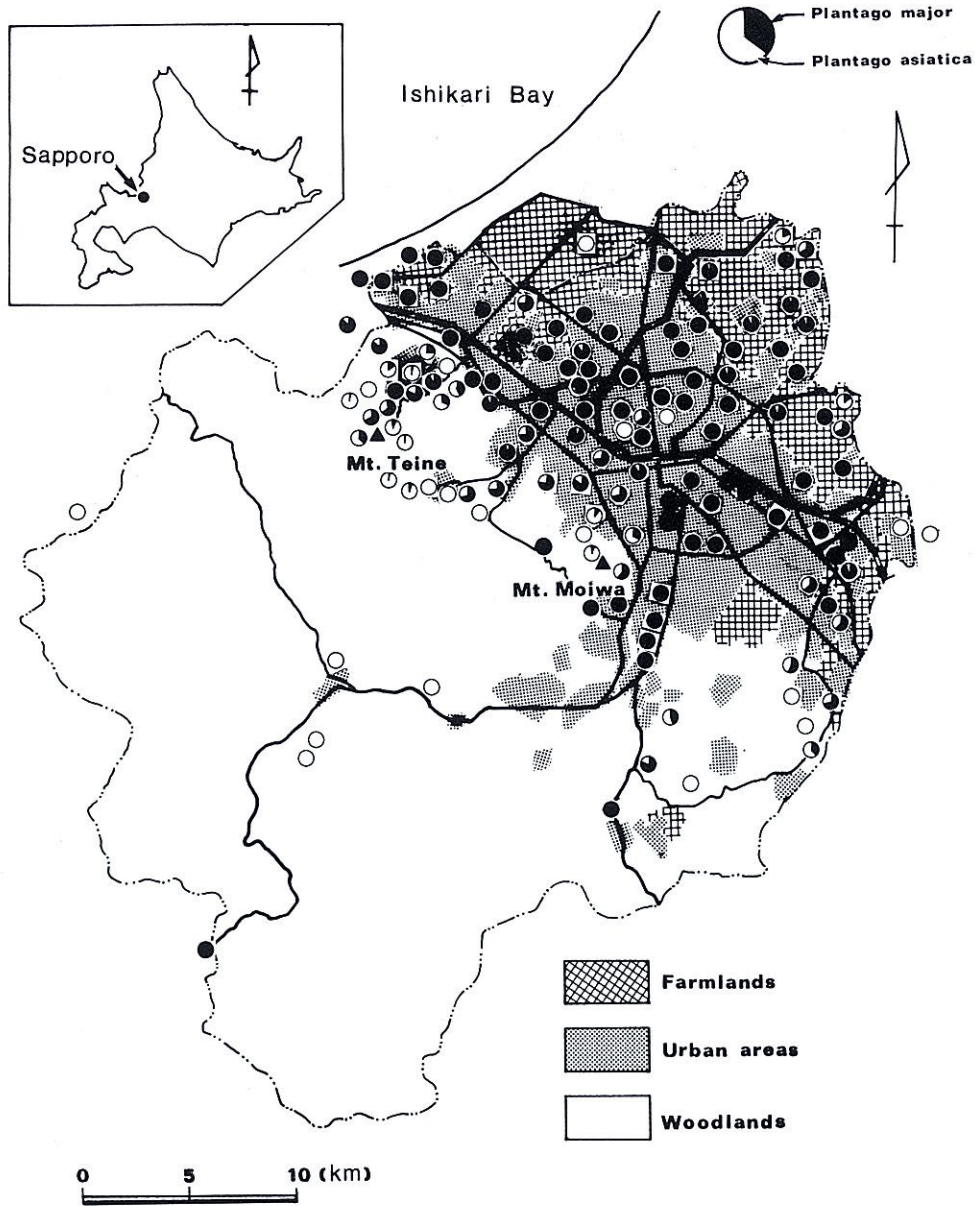 Plantago major
Plantago asiatica
Ishikari Bay
Sapporo
Mt. Teine
Mt. Moiwa
Farmlands
Urban areas
Woodlands
0 5 10 (km)